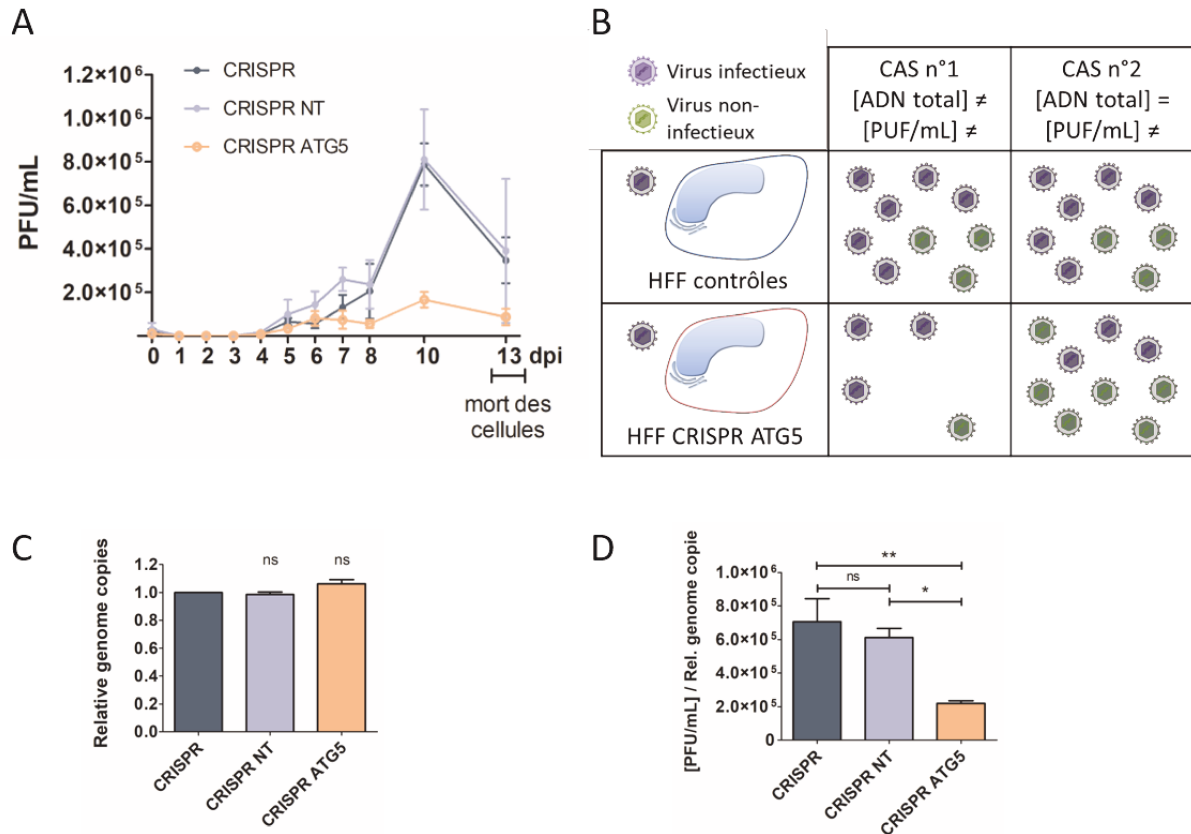 A
CRISPR
CRISPR NT
CRISPR ATG5
PFU/mL
1.2×10⁶
1.0×10⁶
8.0×10⁵
6.0×10⁵
4.0×10⁵
2.0×10⁵
0 1 2 3 4 5 6 7 8 10 13 dpi
mort des
cellules
B
Virus infectieux
Virus non-
infectieux
CAS n°1
[ADN total] ≠
[PUF/mL] ≠
CAS n°2
[ADN total] =
[PUF/mL] ≠
HFF contrôles
HFF CRISPR ATG5
C
Relative genome copies
1.2
1.0
0.8
0.6
0.4
0.2
0.0
ns
ns
CRISPR
CRISPR NT
CRISPR ATG5
D
[PFU/mL] / Rel. genome copie
1.0×10⁶
8.0×10⁵
6.0×10⁵
4.0×10⁵
2.0×10⁵
0
**
ns
*
CRISPR
CRISPR NT
CRISPR ATG5